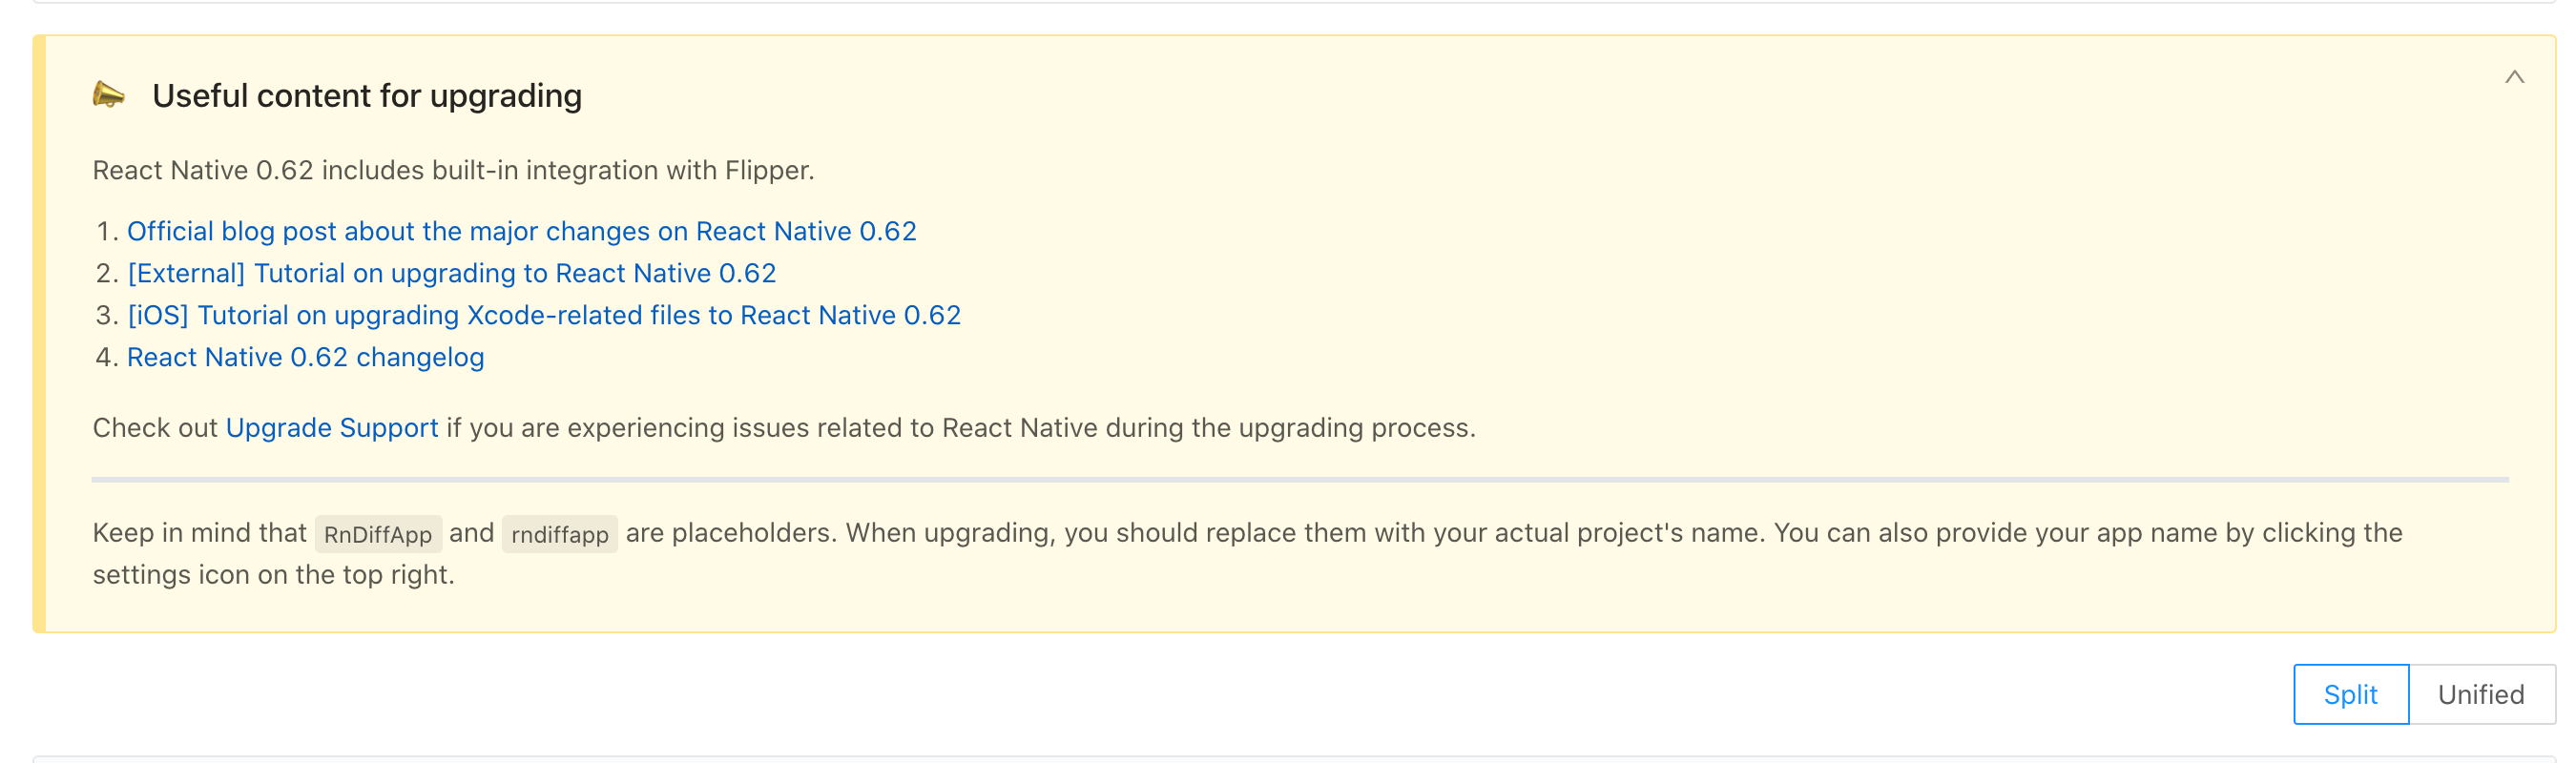 Useful content for upgrading
React Native 0.62 includes built-in integration with Flipper.
1. Official blog post about the major changes on React Native 0.62
2. [External] Tutorial on upgrading to React Native 0.62
3. [iOS] Tutorial on upgrading Xcode-related files to React Native 0.62
4. React Native 0.62 changelog
Check out Upgrade Support if you are experiencing issues related to React Native during the upgrading process.
Keep in mind that RnDiffApp and rndiffapp are placeholders. When upgrading, you should replace them with your actual project's name. You can also provide your app name by clicking the
settings icon on the top right.
Split Unified